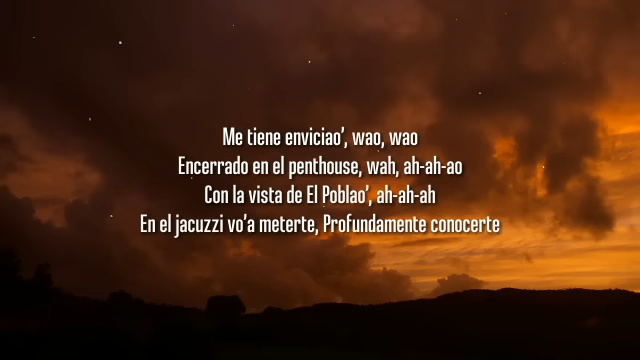 Me tiene enviciao', wao, wao
Encerrado en el penthouse, wah, ah-ah-ao
Con la vista de El Poblao', ah-ah-ah
En el jacuzzi vo'a meterte, Profundamente conocerte